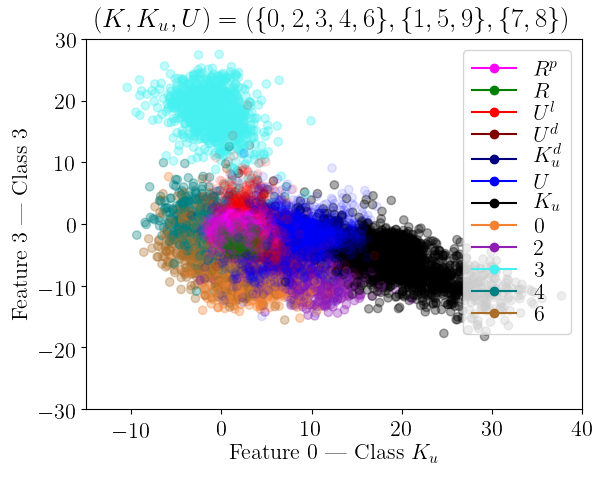 (K, K_u, U) = ({0, 2, 3, 4, 6}, {1, 5, 9}, {7, 8})
30
20
10
0
−10
−20
−30
Feature 3 — Class 3
R^p
R
U^l
U^d
K_u^d
U
K_u
0
2
3
4
6
−10
0
10
20
30
40
Feature 0 — Class K_u